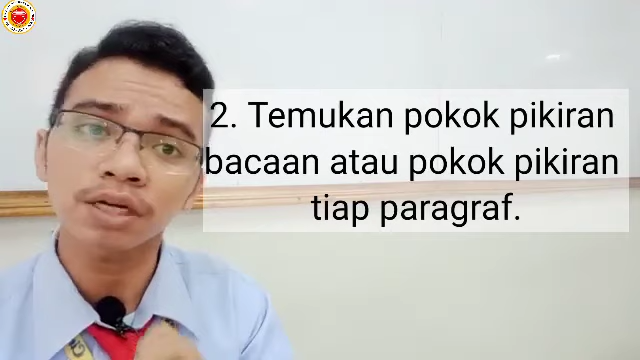 2. Temukan pokok pikiran
bacaan atau pokok pikiran
tiap paragraf.